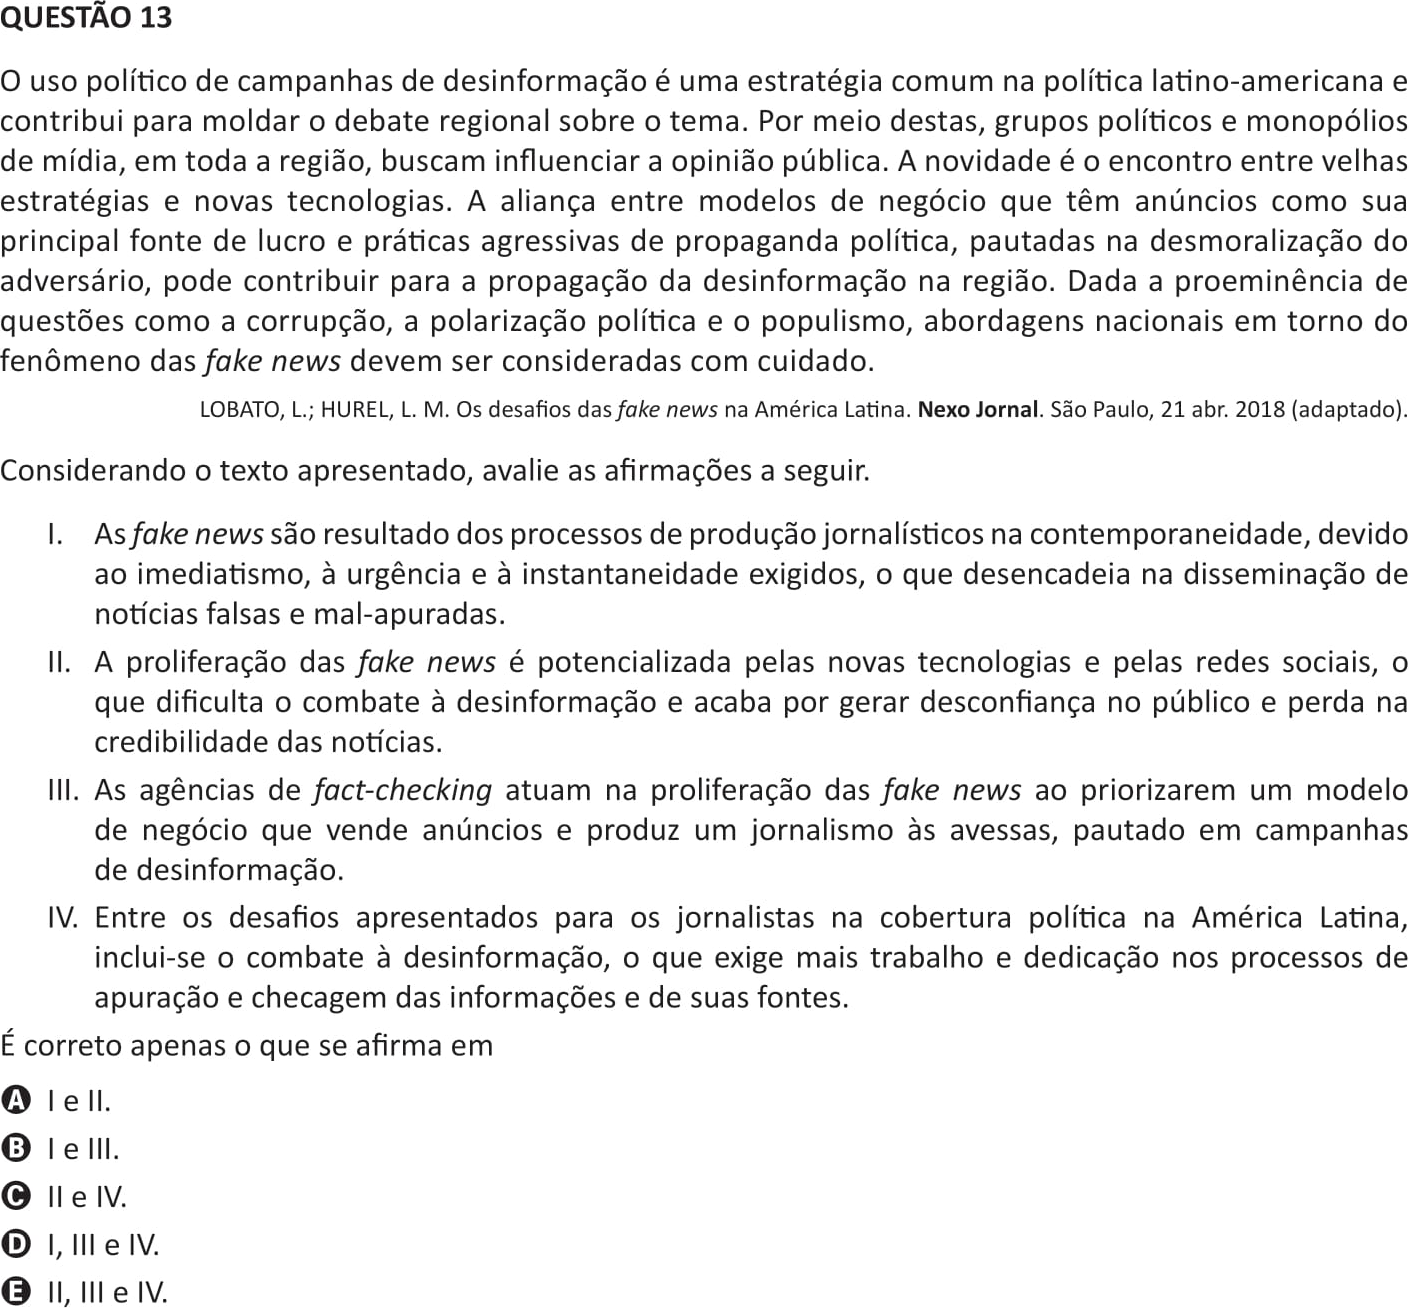 QUESTÃO 13
O uso político de campanhas de desinformação é uma estratégia comum na política latino-americana e
contribui para moldar o debate regional sobre o tema. Por meio destas, grupos políticos e monopólios
de mídia, em toda a região, buscam influenciar a opinião pública. A novidade é o encontro entre velhas
estratégias e novas tecnologias. A aliança entre modelos de negócio que têm anúncios como sua
principal fonte de lucro e práticas agressivas de propaganda política, pautadas na desmoralização do
adversário, pode contribuir para a propagação da desinformação na região. Dada a proeminência de
questões como a corrupção, a polarização política e o populismo, abordagens nacionais em torno do
fenômeno das fake news devem ser consideradas com cuidado.
LOBATO, L.; HUREL, L. M. Os desafios das fake news na América Latina. Nexo Jornal. São Paulo, 21 abr. 2018 (adaptado).
Considerando o texto apresentado, avalie as afirmações a seguir.
I. As fake news são resultado dos processos de produção jornalísticos na contemporaneidade, devido
ao imediatismo, à urgência e à instantaneidade exigidos, o que desencadeia na disseminação de
notícias falsas e mal-apuradas.
II. A proliferação das fake news é potencializada pelas novas tecnologias e pelas redes sociais, o
que dificulta o combate à desinformação e acaba por gerar desconfiança no público e perda na
credibilidade das notícias.
III. As agências de fact-checking atuam na proliferação das fake news ao priorizarem um modelo
de negócio que vende anúncios e produz um jornalismo às avessas, pautado em campanhas
de desinformação.
IV. Entre os desafios apresentados para os jornalistas na cobertura política na América Latina,
inclui-se o combate à desinformação, o que exige mais trabalho e dedicação nos processos de
apuração e checagem das informações e de suas fontes.
É correto apenas o que se afirma em
A I e II.
B I e III.
C II e IV.
D I, III e IV.
E II, III e IV.